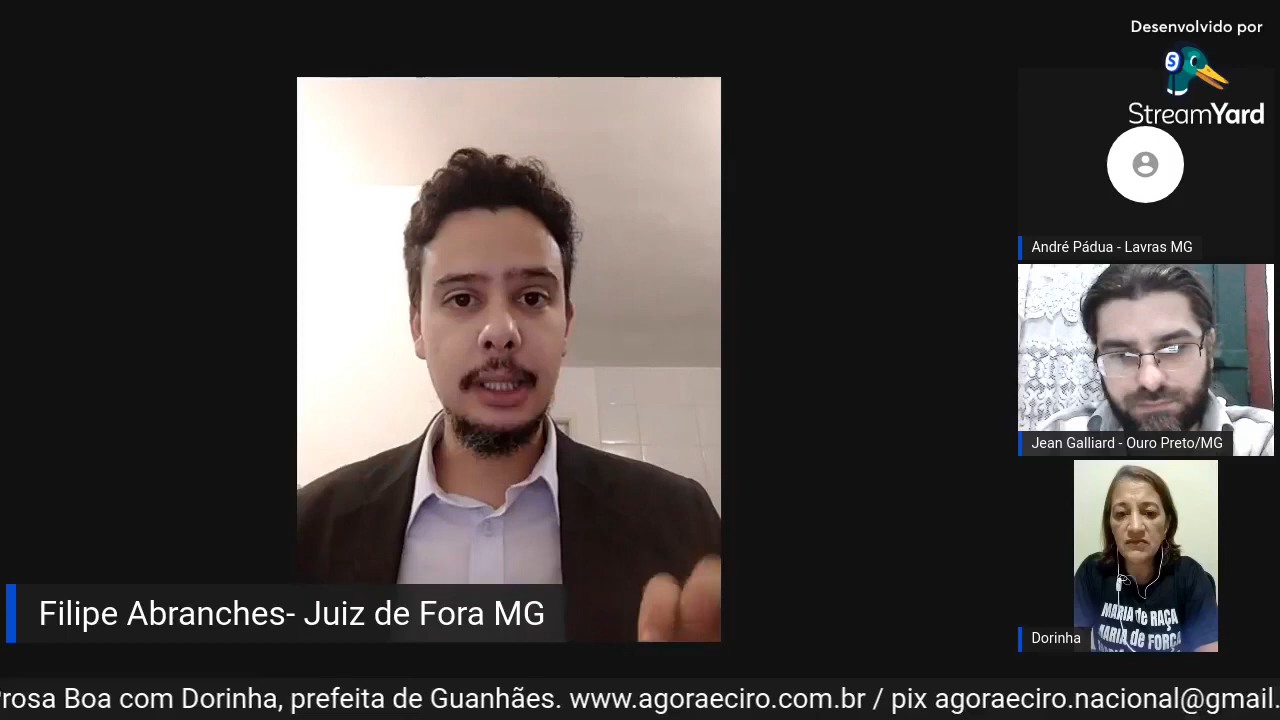 Desenvolvido por
StreamYard
André Pádua - Lavras MG
Jean Galliard - Ouro Preto/MG
MARIA de RAÇA
MARIA de FORÇA
Dorinha
Filipe Abranches- Juiz de Fora MG
rosa Boa com Dorinha, prefeita de Guanhães. www.agoraeciro.com.br / pix agoraeciro.nacional@gmail.